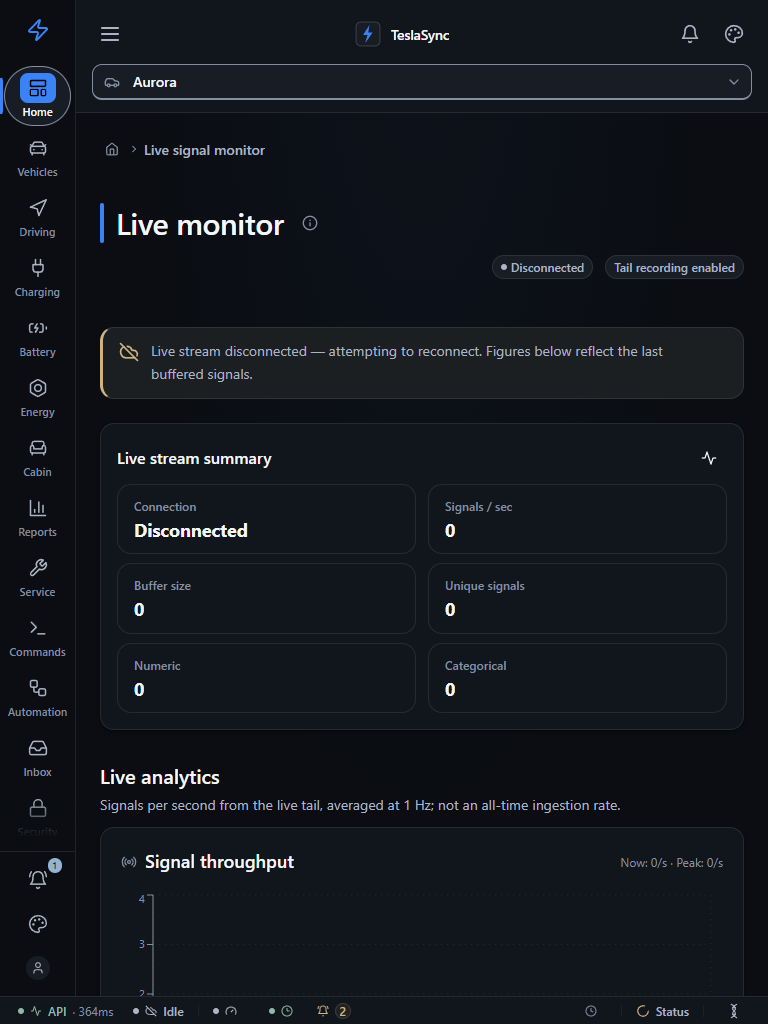 TeslaSync
Aurora
Home
Vehicles
Driving
Charging
Battery
Energy
Cabin
Reports
Service
Commands
Automation
Inbox
Security
1
Live signal monitor
Live monitor
Disconnected
Tail recording enabled
Live stream disconnected — attempting to reconnect. Figures below reflect the last
buffered signals.
Live stream summary
Connection
Disconnected
Signals / sec
0
Buffer size
0
Unique signals
0
Numeric
0
Categorical
0
Live analytics
Signals per second from the live tail, averaged at 1 Hz; not an all-time ingestion rate.
Signal throughput
Now: 0/s · Peak: 0/s
4
3
2
API · 364ms
Idle
2
Status